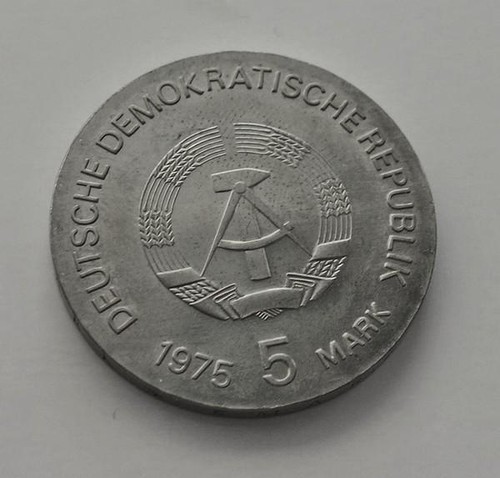 DEUTSCHE DEMOKRATISCHE REPUBLIK
1975 5 MARK